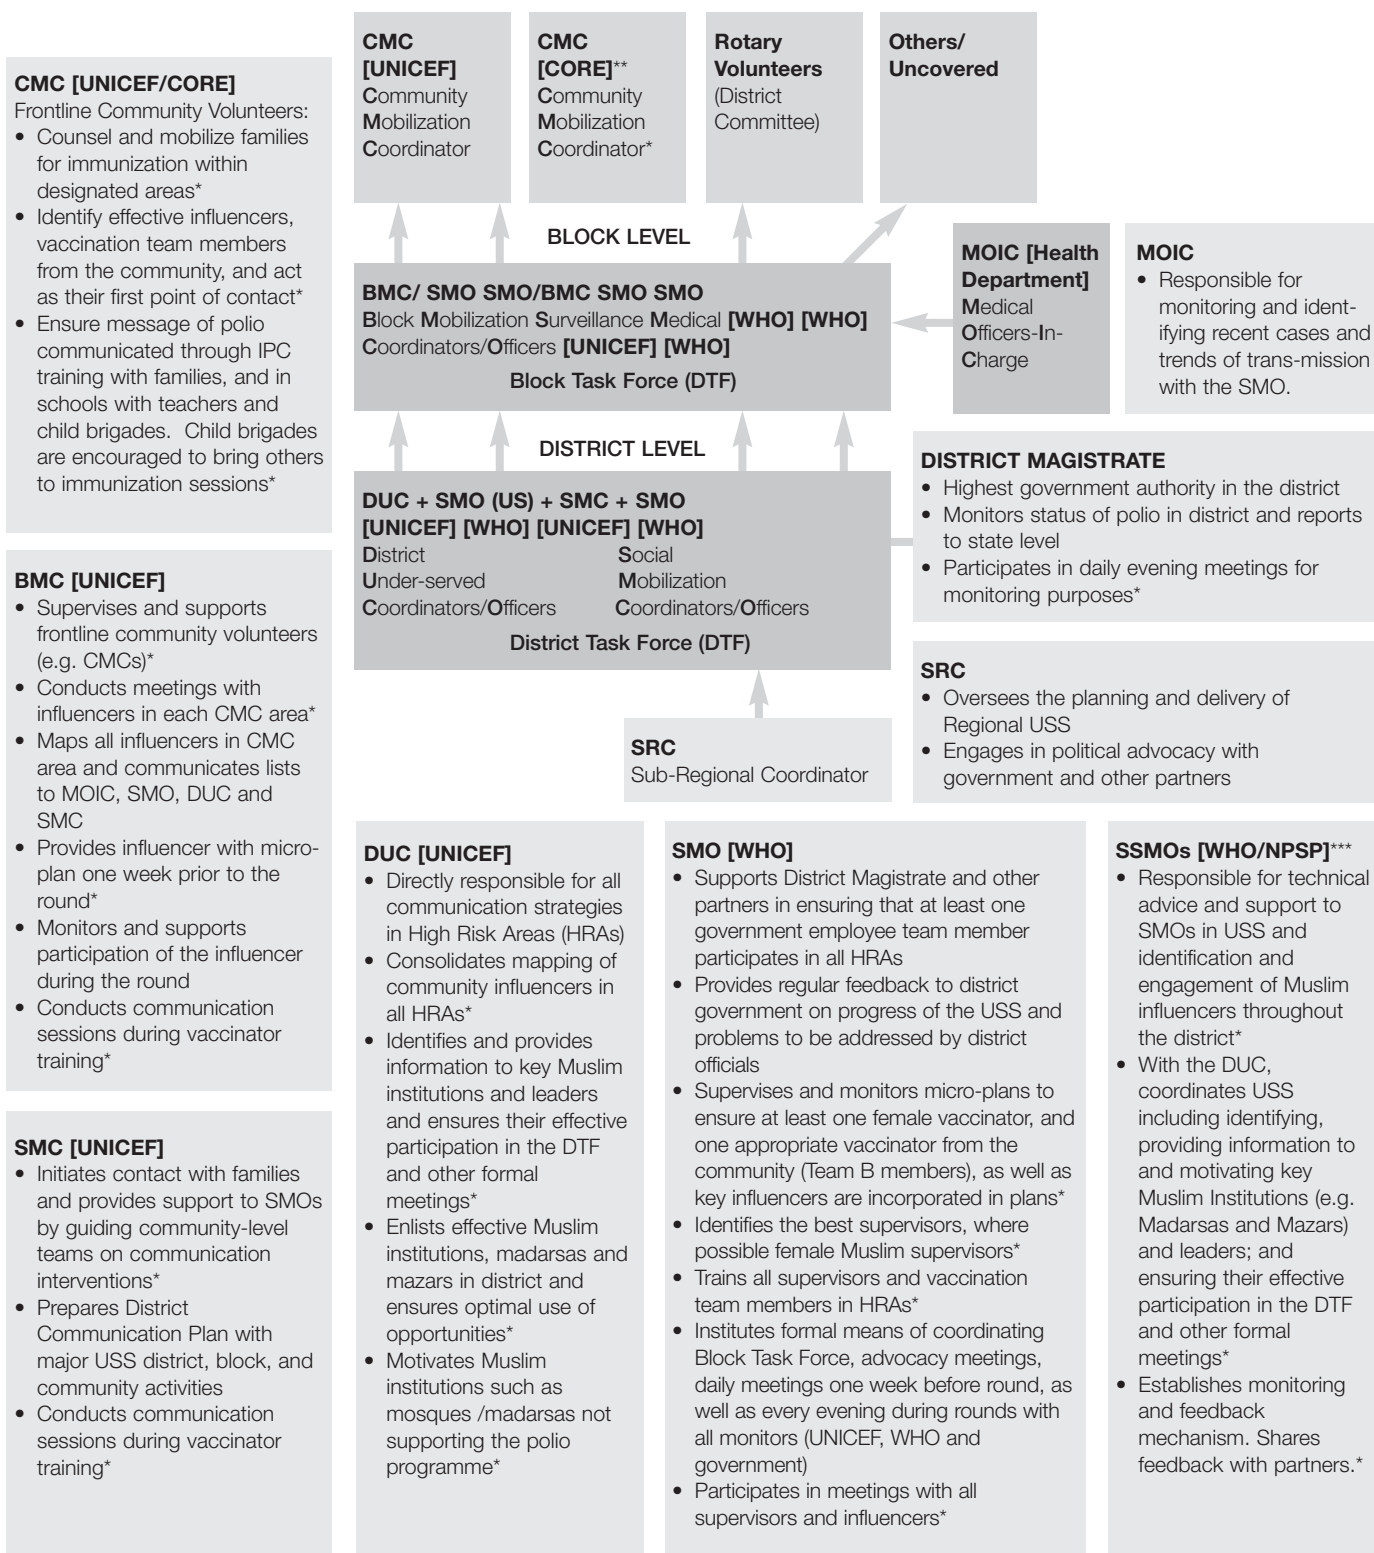 CMC [UNICEF/CORE]
Frontline Community Volunteers:
• Counsel and mobilize families
for immunization within
designated areas*
• Identify effective influencers,
vaccination team members
from the community, and act
as their first point of contact*
• Ensure message of polio
communicated through IPC
training with families, and in
schools with teachers and
child brigades. Child brigades
are encouraged to bring others
to immunization sessions*
BMC [UNICEF]
• Supervises and supports
frontline community volunteers
(e.g. CMCs)*
• Conducts meetings with
influencers in each CMC area*
• Maps all influencers in CMC
area and communicates lists
to MOIC, SMO, DUC and
SMC
• Provides influencer with micro-
plan one week prior to the
round*
• Monitors and supports
participation of the influencer
during the round
• Conducts communication
sessions during vaccinator
training*
SMC [UNICEF]
• Initiates contact with families
and provides support to SMOs
by guiding community-level
teams on communication
interventions*
• Prepares District
Communication Plan with
major USS district, block, and
community activities
• Conducts communication
sessions during vaccinator
training*
CMC
[UNICEF]
Community
Mobilization
Coordinator
CMC
[CORE]**
Community
Mobilization
Coordinator*
Rotary
Volunteers
(District
Committee)
Others/
Uncovered
BLOCK LEVEL
BMC/ SMO SMO/BMC SMO SMO
Block Mobilization Surveillance Medical [WHO] [WHO]
Coordinators/Officers [UNICEF] [WHO]
Block Task Force (DTF)
MOIC [Health
Department]
Medical
Officers-In-
Charge
MOIC
• Responsible for
monitoring and ident-
ifying recent cases and
trends of trans-mission
with the SMO.
DISTRICT LEVEL
DUC + SMO (US) + SMC + SMO
[UNICEF] [WHO] [UNICEF] [WHO]
District
Under-served
Coordinators/Officers
Social
Mobilization
Coordinators/Officers
District Task Force (DTF)
DISTRICT MAGISTRATE
• Highest government authority in the district
• Monitors status of polio in district and reports
to state level
• Participates in daily evening meetings for
monitoring purposes*
SRC
Sub-Regional Coordinator
SRC
• Oversees the planning and delivery of
Regional USS
• Engages in political advocacy with
government and other partners
DUC [UNICEF]
• Directly responsible for all
communication strategies
in High Risk Areas (HRAs)
• Consolidates mapping of
community influencers in
all HRAs*
• Identifies and provides
information to key Muslim
institutions and leaders
and ensures their effective
participation in the DTF
and other formal
meetings*
• Enlists effective Muslim
institutions, madarsas and
mazars in district and
ensures optimal use of
opportunities*
• Motivates Muslim
institutions such as
mosques /madarsas not
supporting the polio
programme*
SMO [WHO]
• Supports District Magistrate and other
partners in ensuring that at least one
government employee team member
participates in all HRAs
• Provides regular feedback to district
government on progress of the USS and
problems to be addressed by district
officials
• Supervises and monitors micro-plans to
ensure at least one female vaccinator, and
one appropriate vaccinator from the
community (Team B members), as well as
key influencers are incorporated in plans*
• Identifies the best supervisors, where
possible female Muslim supervisors*
• Trains all supervisors and vaccination
team members in HRAs*
• Institutes formal means of coordinating
Block Task Force, advocacy meetings,
daily meetings one week before round, as
well as every evening during rounds with
all monitors (UNICEF, WHO and
government)
• Participates in meetings with all
supervisors and influencers*
SSMOs [WHO/NPSP]***
• Responsible for technical
advice and support to
SMOs in USS and
identification and
engagement of Muslim
influencers throughout
the district*
• With the DUC,
coordinates USS
including identifying,
providing information to
and motivating key
Muslim Institutions (e.g.
Madarsas and Mazars)
and leaders; and
ensuring their effective
participation in the DTF
and other formal
meetings*
• Establishes monitoring
and feedback
mechanism. Shares
feedback with partners.*